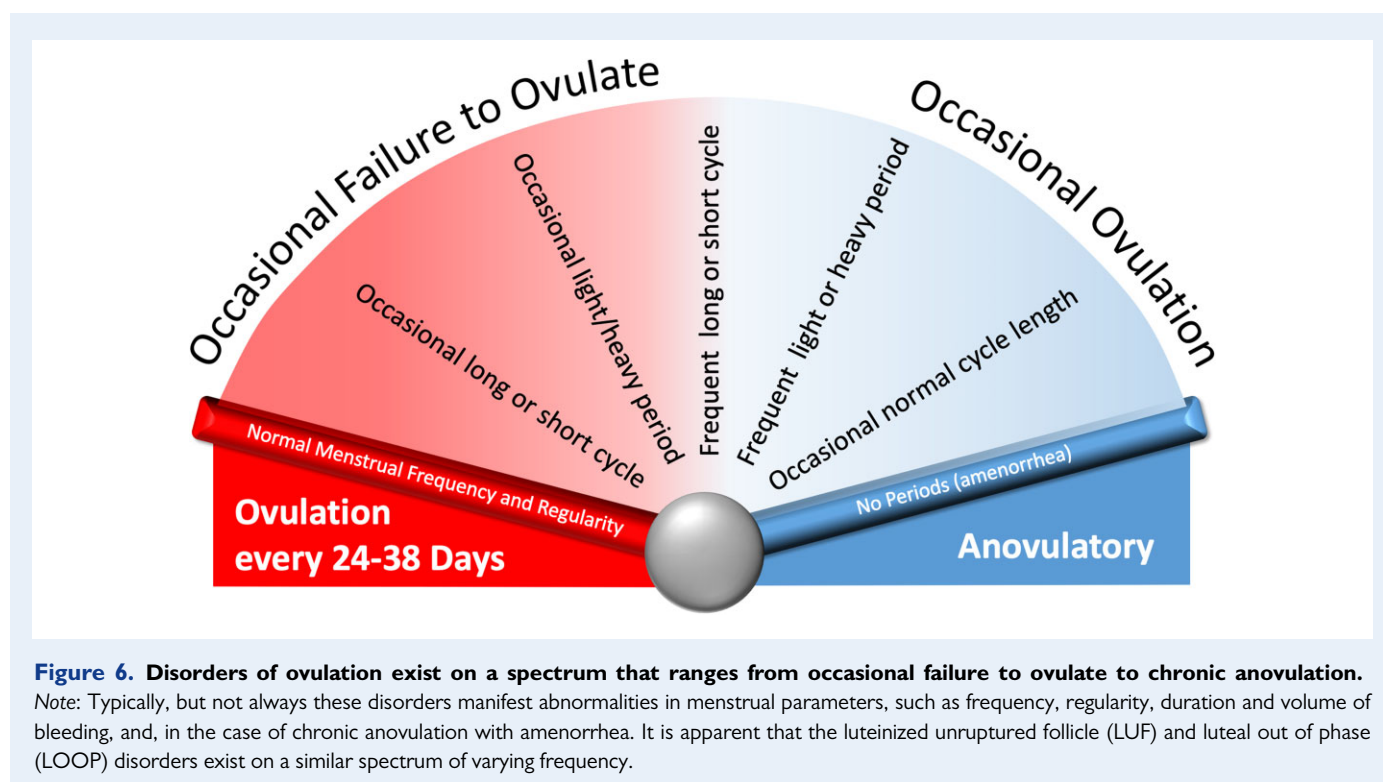 Occasional Failure to Ovulate
Occasional Ovulation
Occasional long or short cycle
Occasional light/heavy period
Frequent long or short cycle
Frequent light or heavy period
Occasional normal cycle length
Normal Menstrual Frequency and Regularity
No Periods (amenorrhea)
Ovulation
every 24-38 Days
Anovulatory
Figure 6. Disorders of ovulation exist on a spectrum that ranges from occasional failure to ovulate to chronic anovulation.
Note: Typically, but not always these disorders manifest abnormalities in menstrual parameters, such as frequency, regularity, duration and volume of
bleeding, and, in the case of chronic anovulation with amenorrhea. It is apparent that the luteinized unruptured follicle (LUF) and luteal out of phase
(LOOP) disorders exist on a similar spectrum of varying frequency.